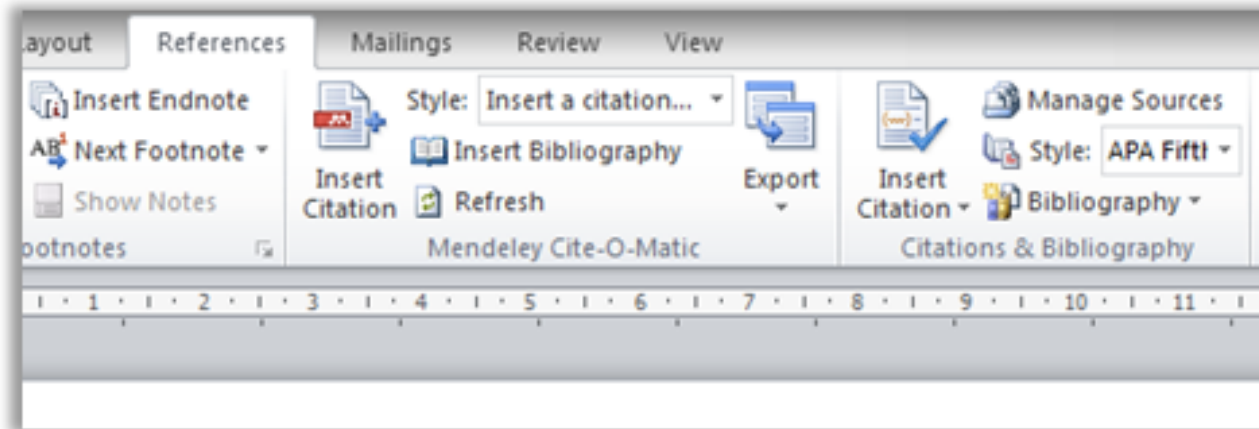 ayout References Mailings Review View
Insert Endnote
Next Footnote
Show Notes
ootnotes
Insert Citation
Style: Insert a citation...
Insert Bibliography
Refresh
Export
Mendeley Cite-O-Matic
Insert Citation
Manage Sources
Style: APA Fifth
Bibliography
Citations & Bibliography
1 2 3 4 5 6 7 8 9 10 11